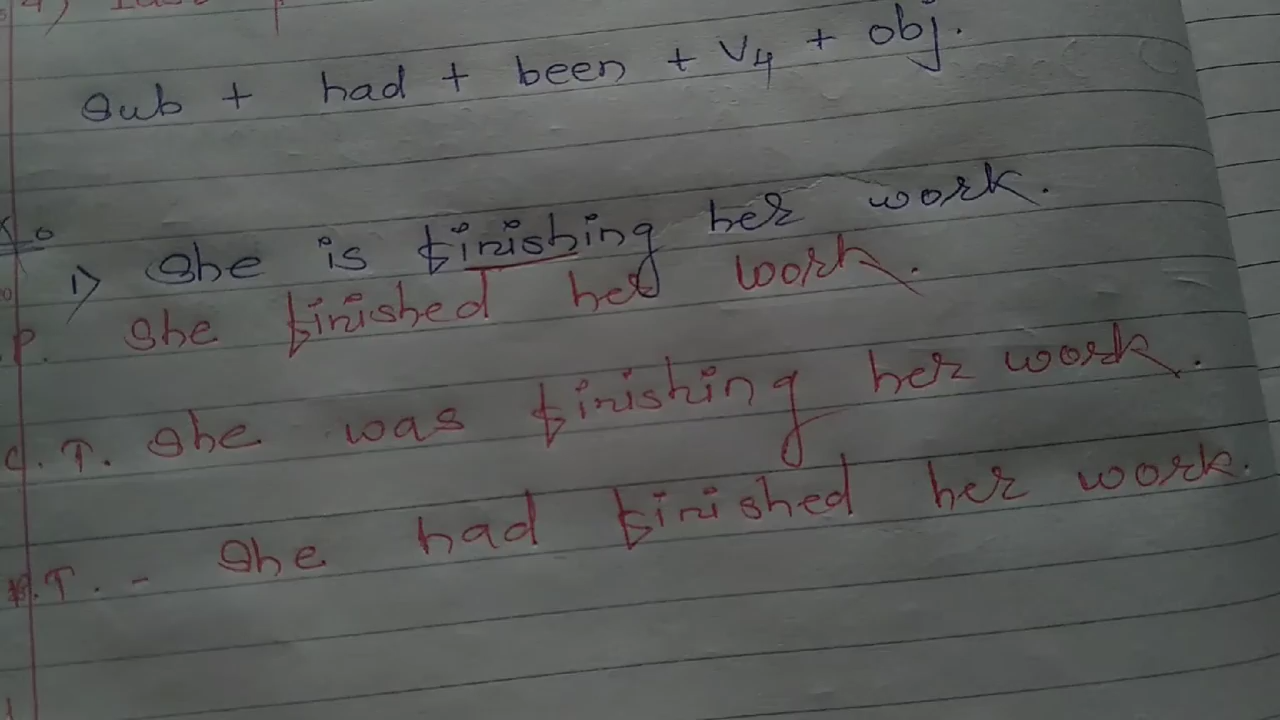 sub + had + been + V4 + obj.
1) She is finishing her work.
P. She finished her work.
C.T. She was finishing her work.
P.T. - She had finished her work.